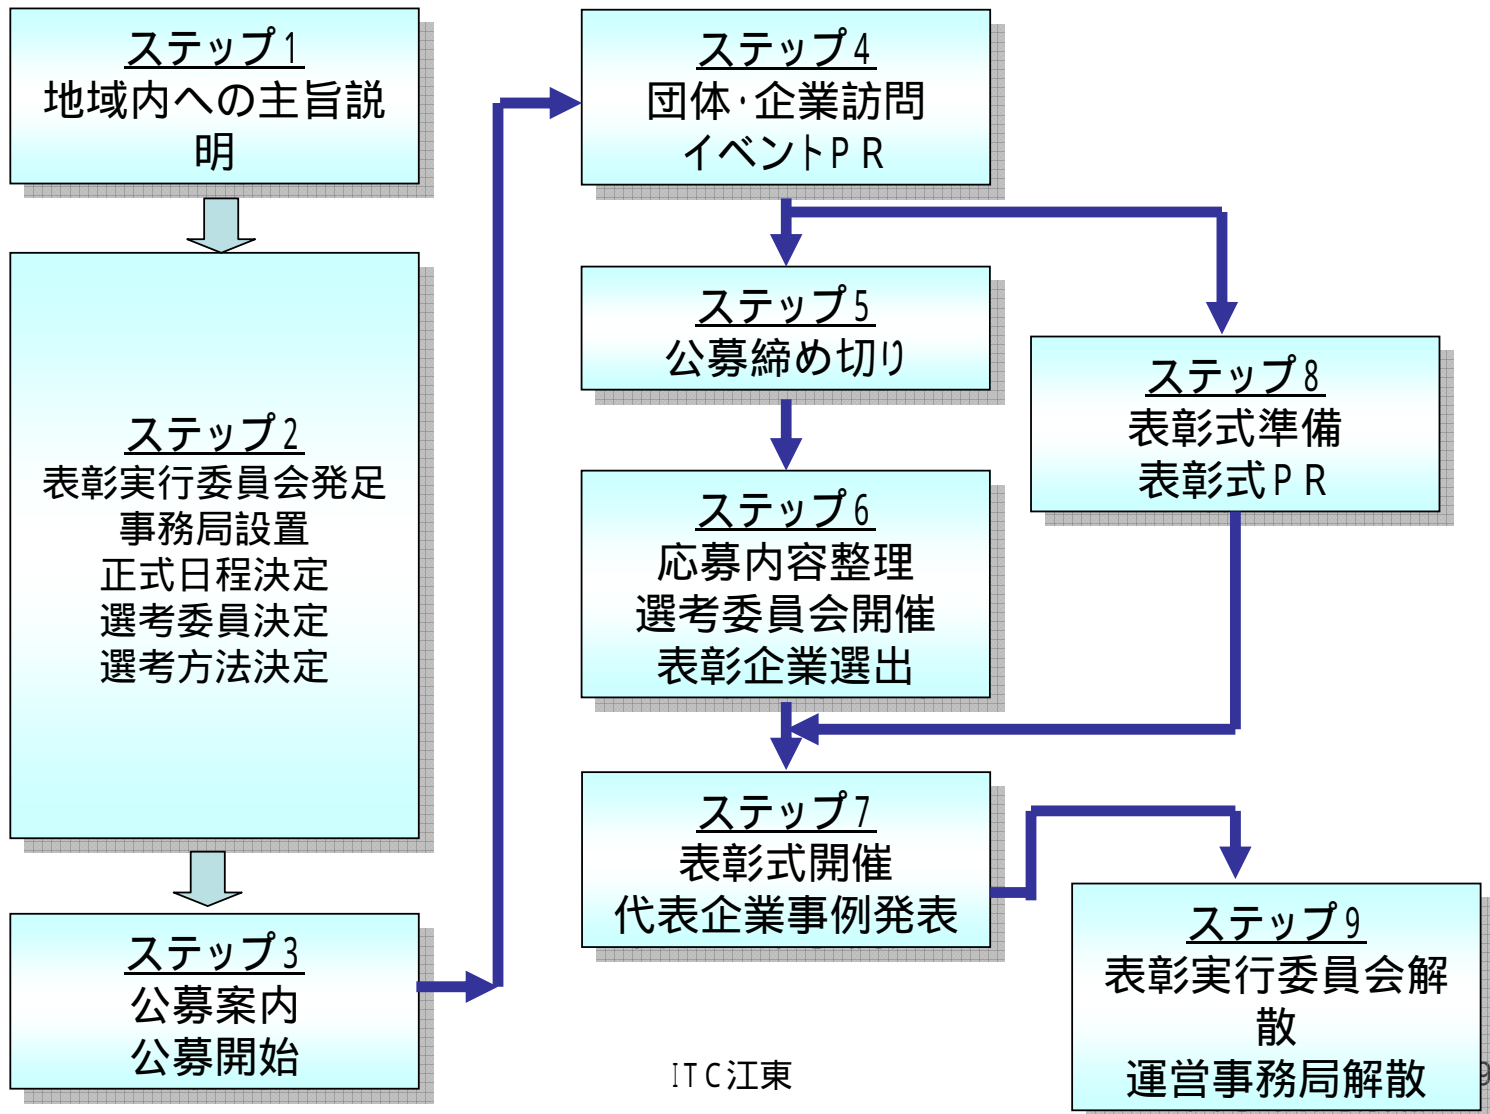 ステップ1
地域内への主旨説
明
ステップ2
表彰実行委員会発足
事務局設置
正式日程決定
選考委員決定
選考方法決定
ステップ3
公募案内
公募開始
ステップ4
団体・企業訪問
イベントPR
ステップ5
公募締め切り
ステップ6
応募内容整理
選考委員会開催
表彰企業選出
ステップ7
表彰式開催
代表企業事例発表
ステップ8
表彰式準備
表彰式PR
ステップ9
表彰実行委員会解
散
運営事務局解散
ITC江東
9